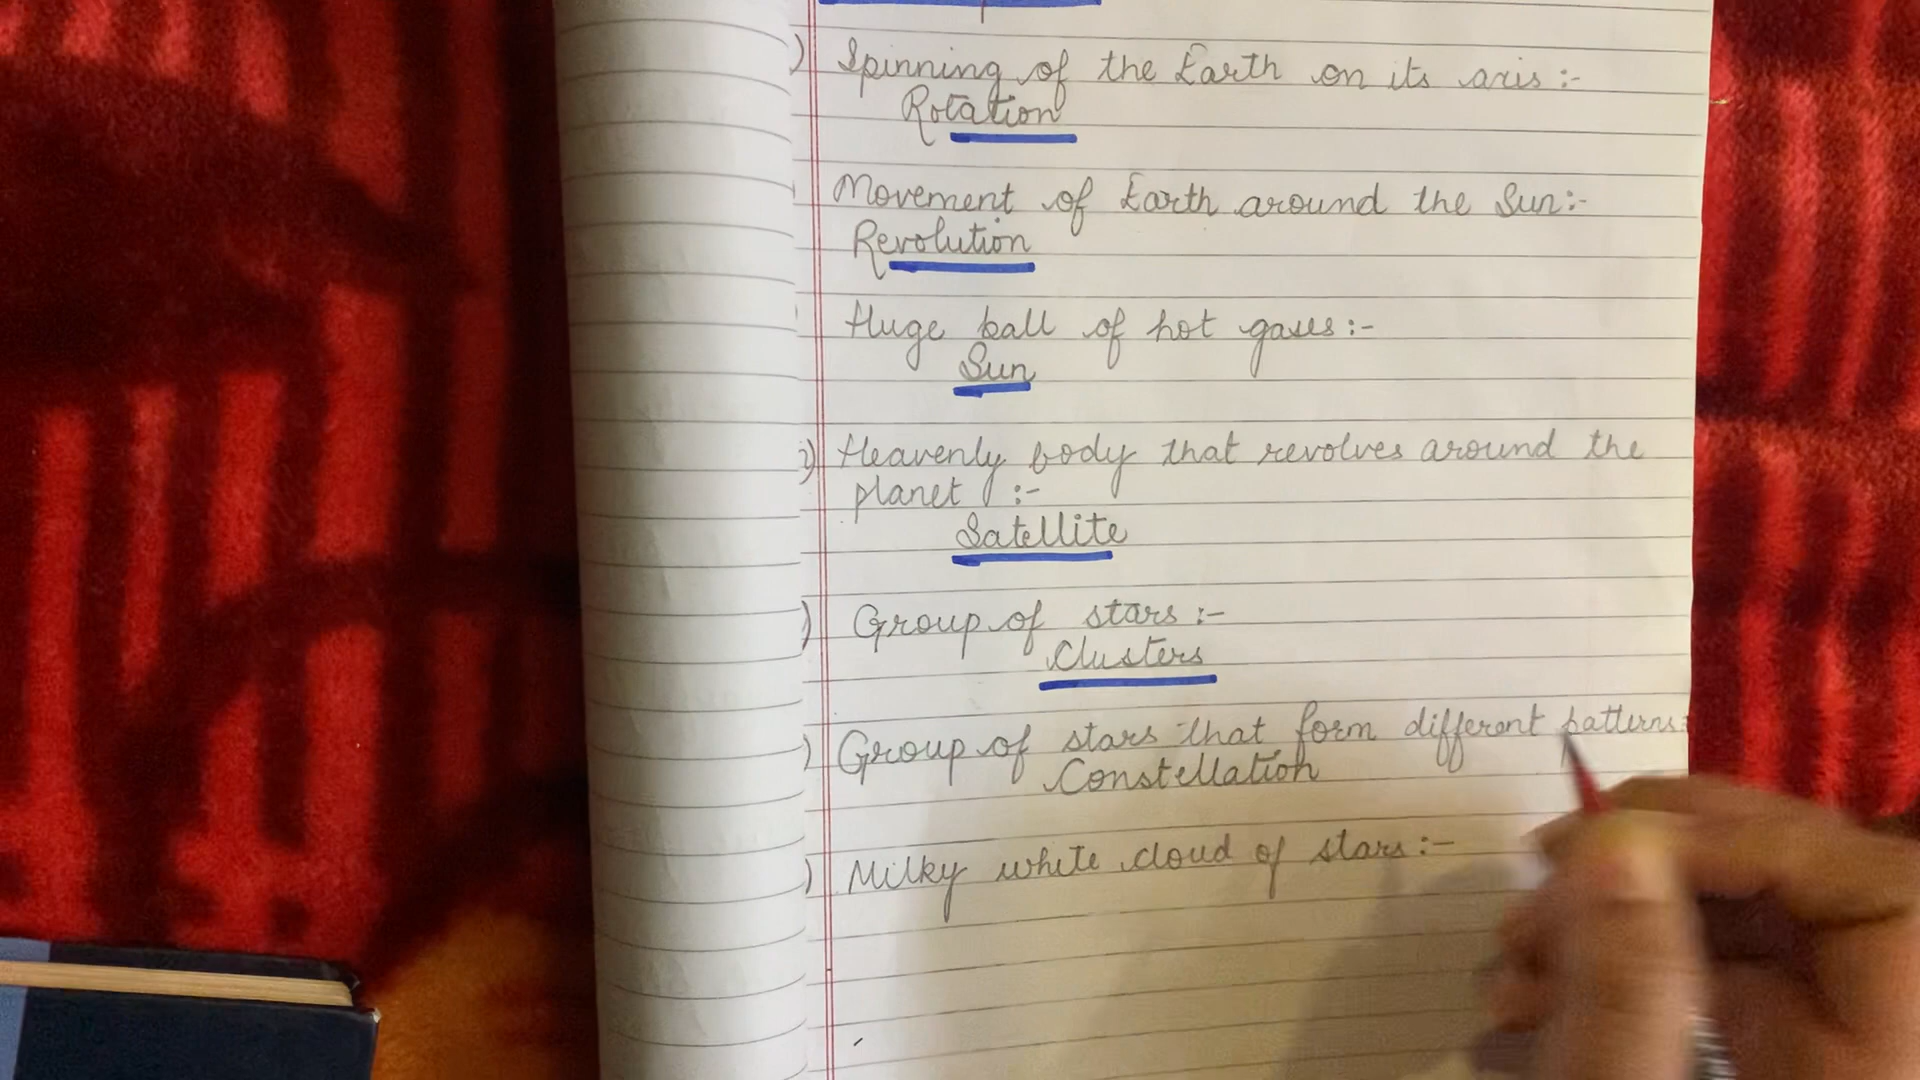 ) Spinning of the Earth on its axis :-
Rotation
Movement of Earth around the Sun:-
Revolution
Huge ball of hot gases :-
Sun
) Heavenly body that revolves around the
planet :-
Satellite
) Group of stars :-
Clusters
) Group of stars that form different patterns:
Constellation
) Milky white cloud of stars :-